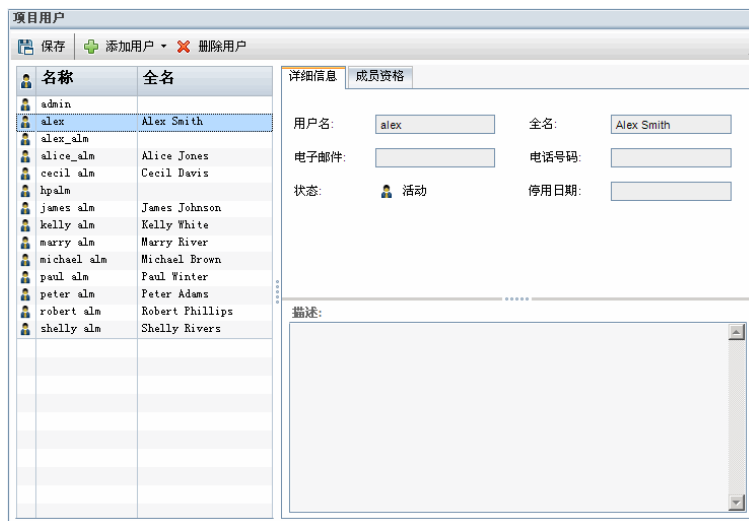 项目用户
保存 添加用户 删除用户
名称 全名
admin
alex Alex Smith
alex_alm
alice_alm Alice Jones
cecil alm Cecil Davis
hpalm
james alm James Johnson
kelly alm Kelly White
marry alm Marry River
michael alm Michael Brown
paul alm Paul Winter
peter alm Peter Adams
robert alm Robert Phillips
shelly alm Shelly Rivers
详细信息 成员资格
用户名: alex 全名: Alex Smith
电子邮件: 电话号码:
状态: 活动 停用日期:
描述: